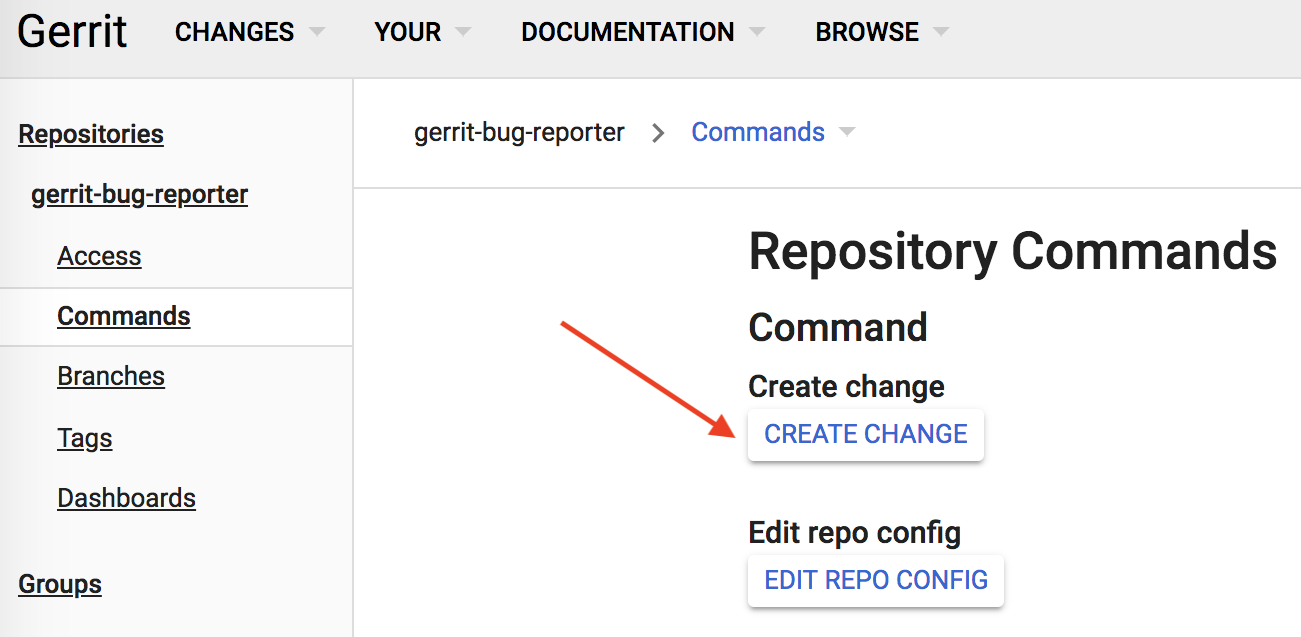 Gerrit CHANGES YOUR DOCUMENTATION BROWSE
Repositories
gerrit-bug-reporter
Access
Commands
Branches
Tags
Dashboards
Groups
gerrit-bug-reporter > Commands
Repository Commands
Command
Create change
CREATE CHANGE
Edit repo config
EDIT REPO CONFIG